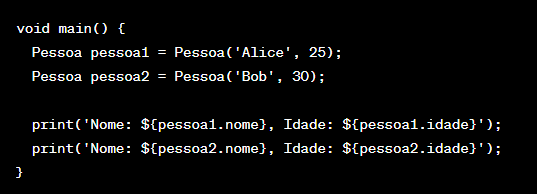 void main() {
  Pessoa pessoa1 = Pessoa('Alice', 25);
  Pessoa pessoa2 = Pessoa('Bob', 30);

  print('Nome: ${pessoa1.nome}, Idade: ${pessoa1.idade}');
  print('Nome: ${pessoa2.nome}, Idade: ${pessoa2.idade}');
}